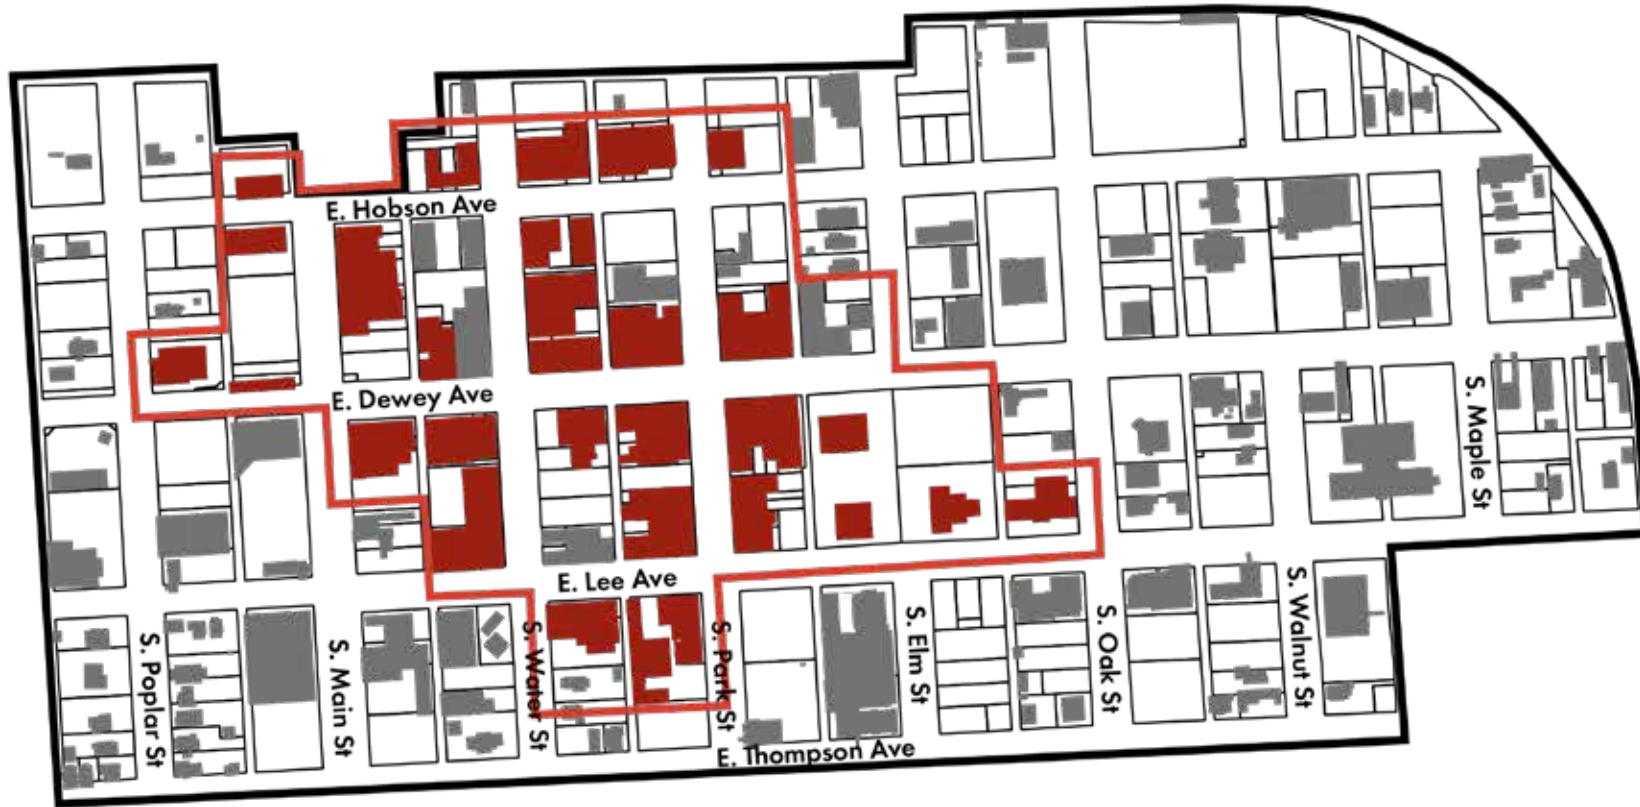 E. Hobson Ave
E. Dewey Ave
S. Maple St
E. Lee Ave
S. Poplar St
S. Main St
S. Water St
S. Park St
S. Elm St
S. Oak St
S. Walnut St
E. Thompson Ave